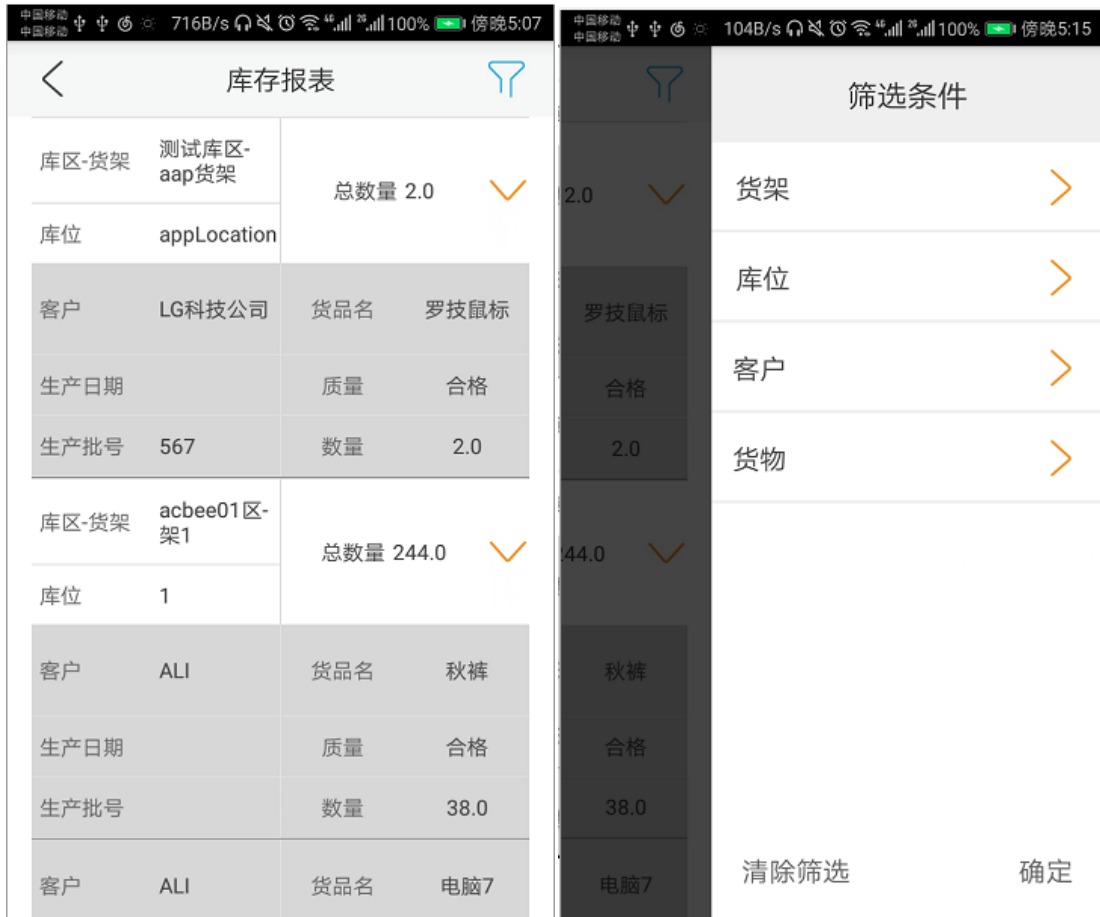 中国移动
中国移动
716B/s 4G 2G 100% 傍晚5:07
库存报表
库区-货架 测试库区-
aap货架
总数量 2.0
库位 appLocation
客户 LG科技公司 货品名 罗技鼠标
生产日期 质量 合格
生产批号 567 数量 2.0
库区-货架 acbee01区-
架1
总数量 244.0
库位 1
客户 ALI 货品名 秋裤
生产日期 质量 合格
生产批号 数量 38.0
客户 ALI 货品名 电脑7
中国移动
中国移动
104B/s 4G 2G 100% 傍晚5:15
2.0
罗技鼠标
合格
2.0
44.0
秋裤
合格
38.0
电脑7
筛选条件
货架
库位
客户
货物
清除筛选 确定